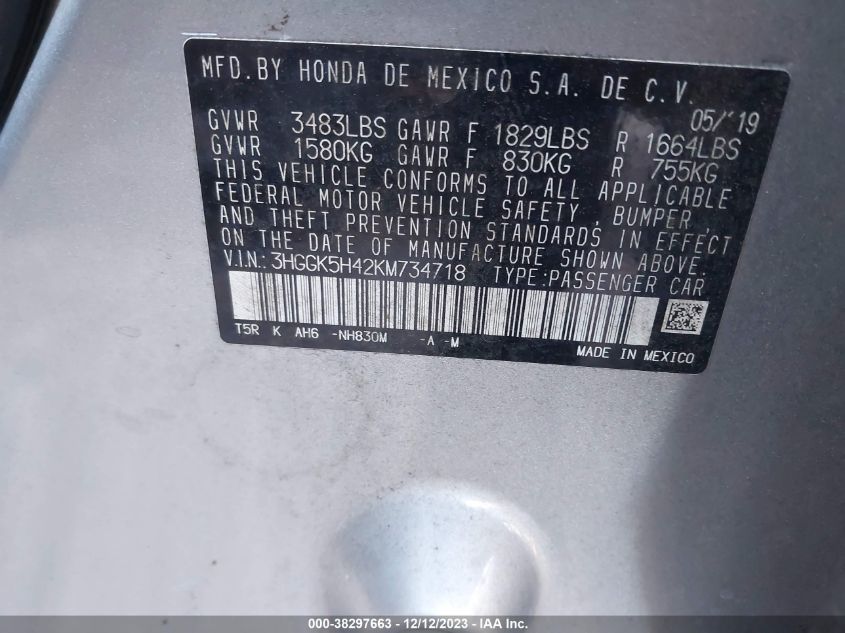 MFD.BY HONDA DE MEXICO S.A. DE C.V.
05/'19
GVWR 3483LBS GAWR F 1829LBS R 1664LBS
GVWR 1580KG GAWR F 830KG R 755KG
THIS VEHICLE CONFORMS TO ALL APPLICABLE
FEDERAL MOTOR VEHICLE SAFETY, BUMPER,
AND THEFT PREVENTION STANDARDS IN EFFECT
ON THE DATE OF MANUFACTURE SHOWN ABOVE.
V.I.N.: 3HGGK5H42KM734718 TYPE:PASSENGER CAR
T5R K AH6 -NH830M -A -M
MADE IN MEXICO
000-38297663 - 12/12/2023 - IAA Inc.